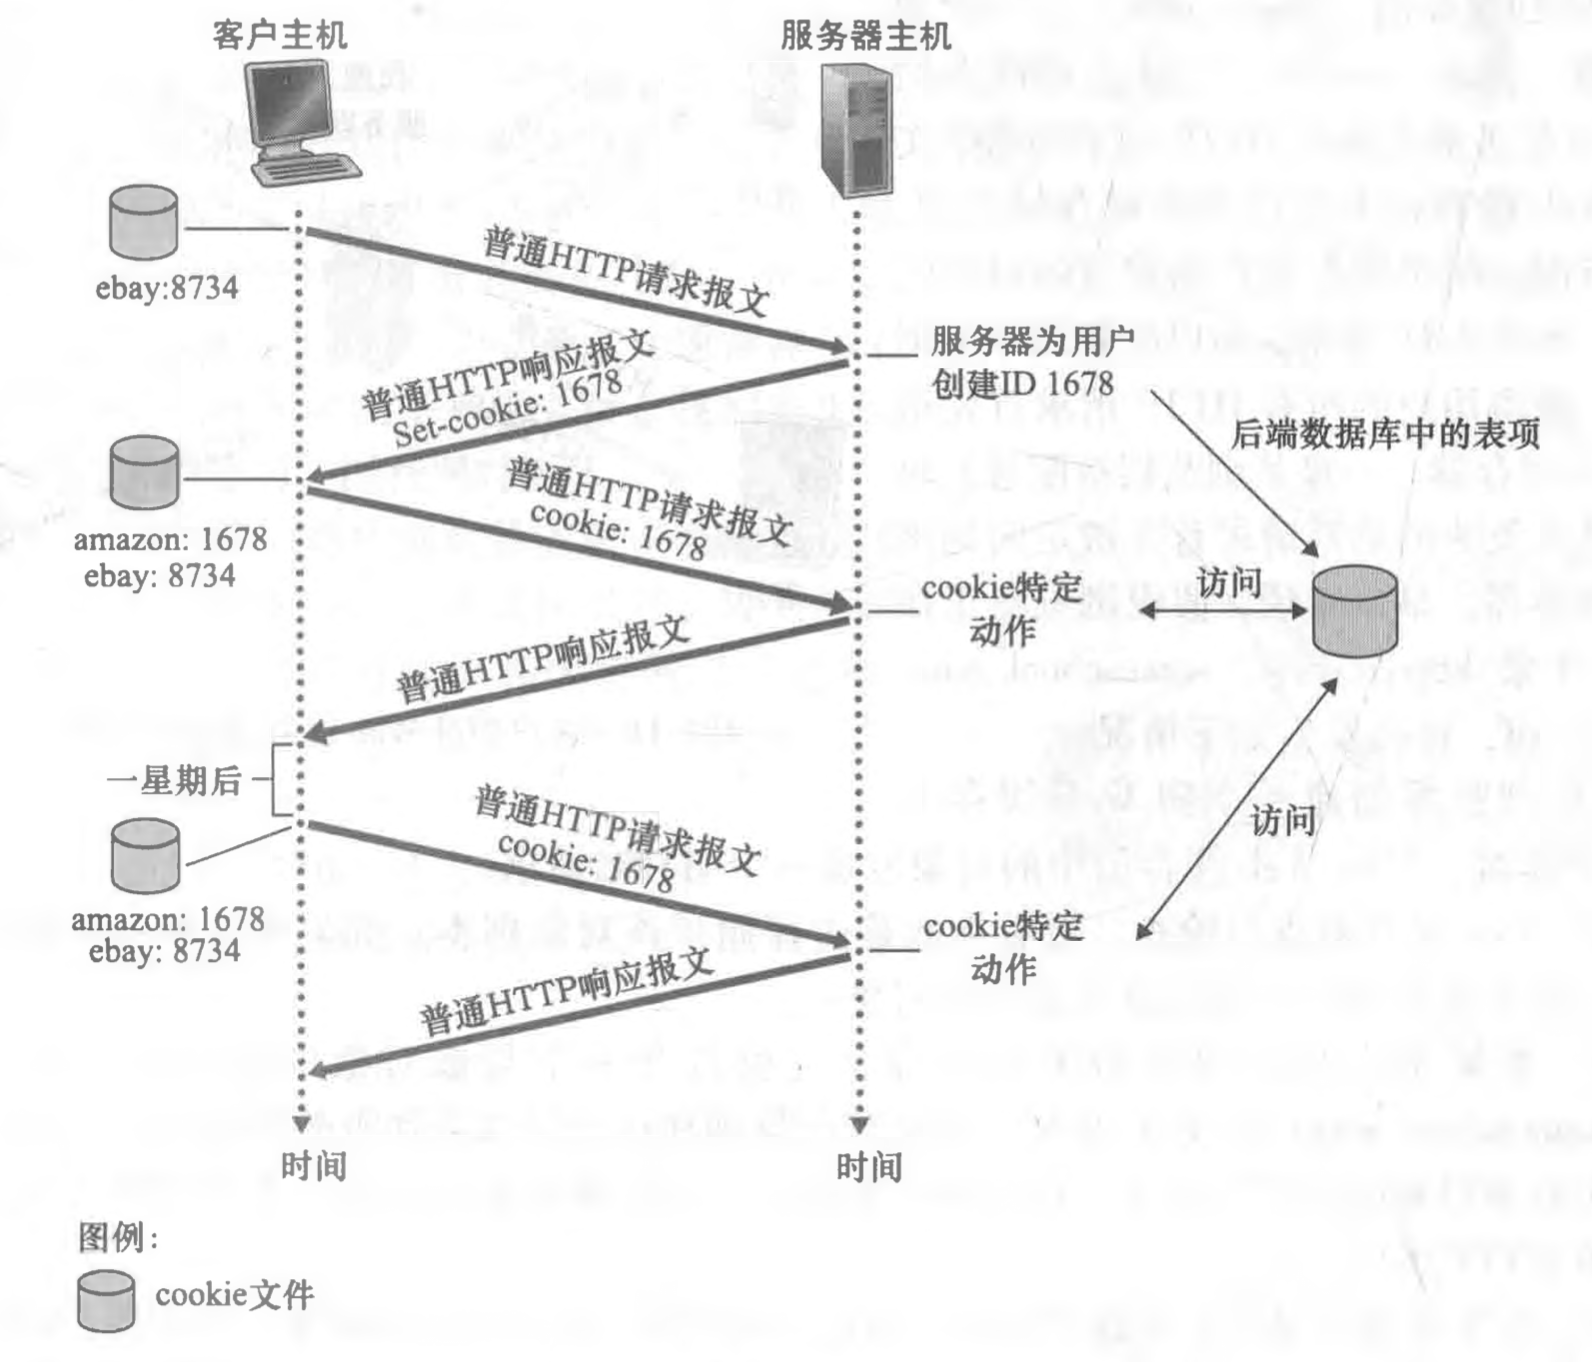 客户主机
服务器主机
ebay:8734
普通HTTP请求报文
服务器为用户
创建ID 1678
普通HTTP响应报文
Set-cookie: 1678
后端数据库中的表项
amazon: 1678
ebay: 8734
普通HTTP请求报文
cookie: 1678
cookie特定
动作
访问
普通HTTP响应报文
一星期后
amazon: 1678
ebay: 8734
普通HTTP请求报文
cookie: 1678
访问
cookie特定
动作
普通HTTP响应报文
时间
时间
图例：
cookie文件